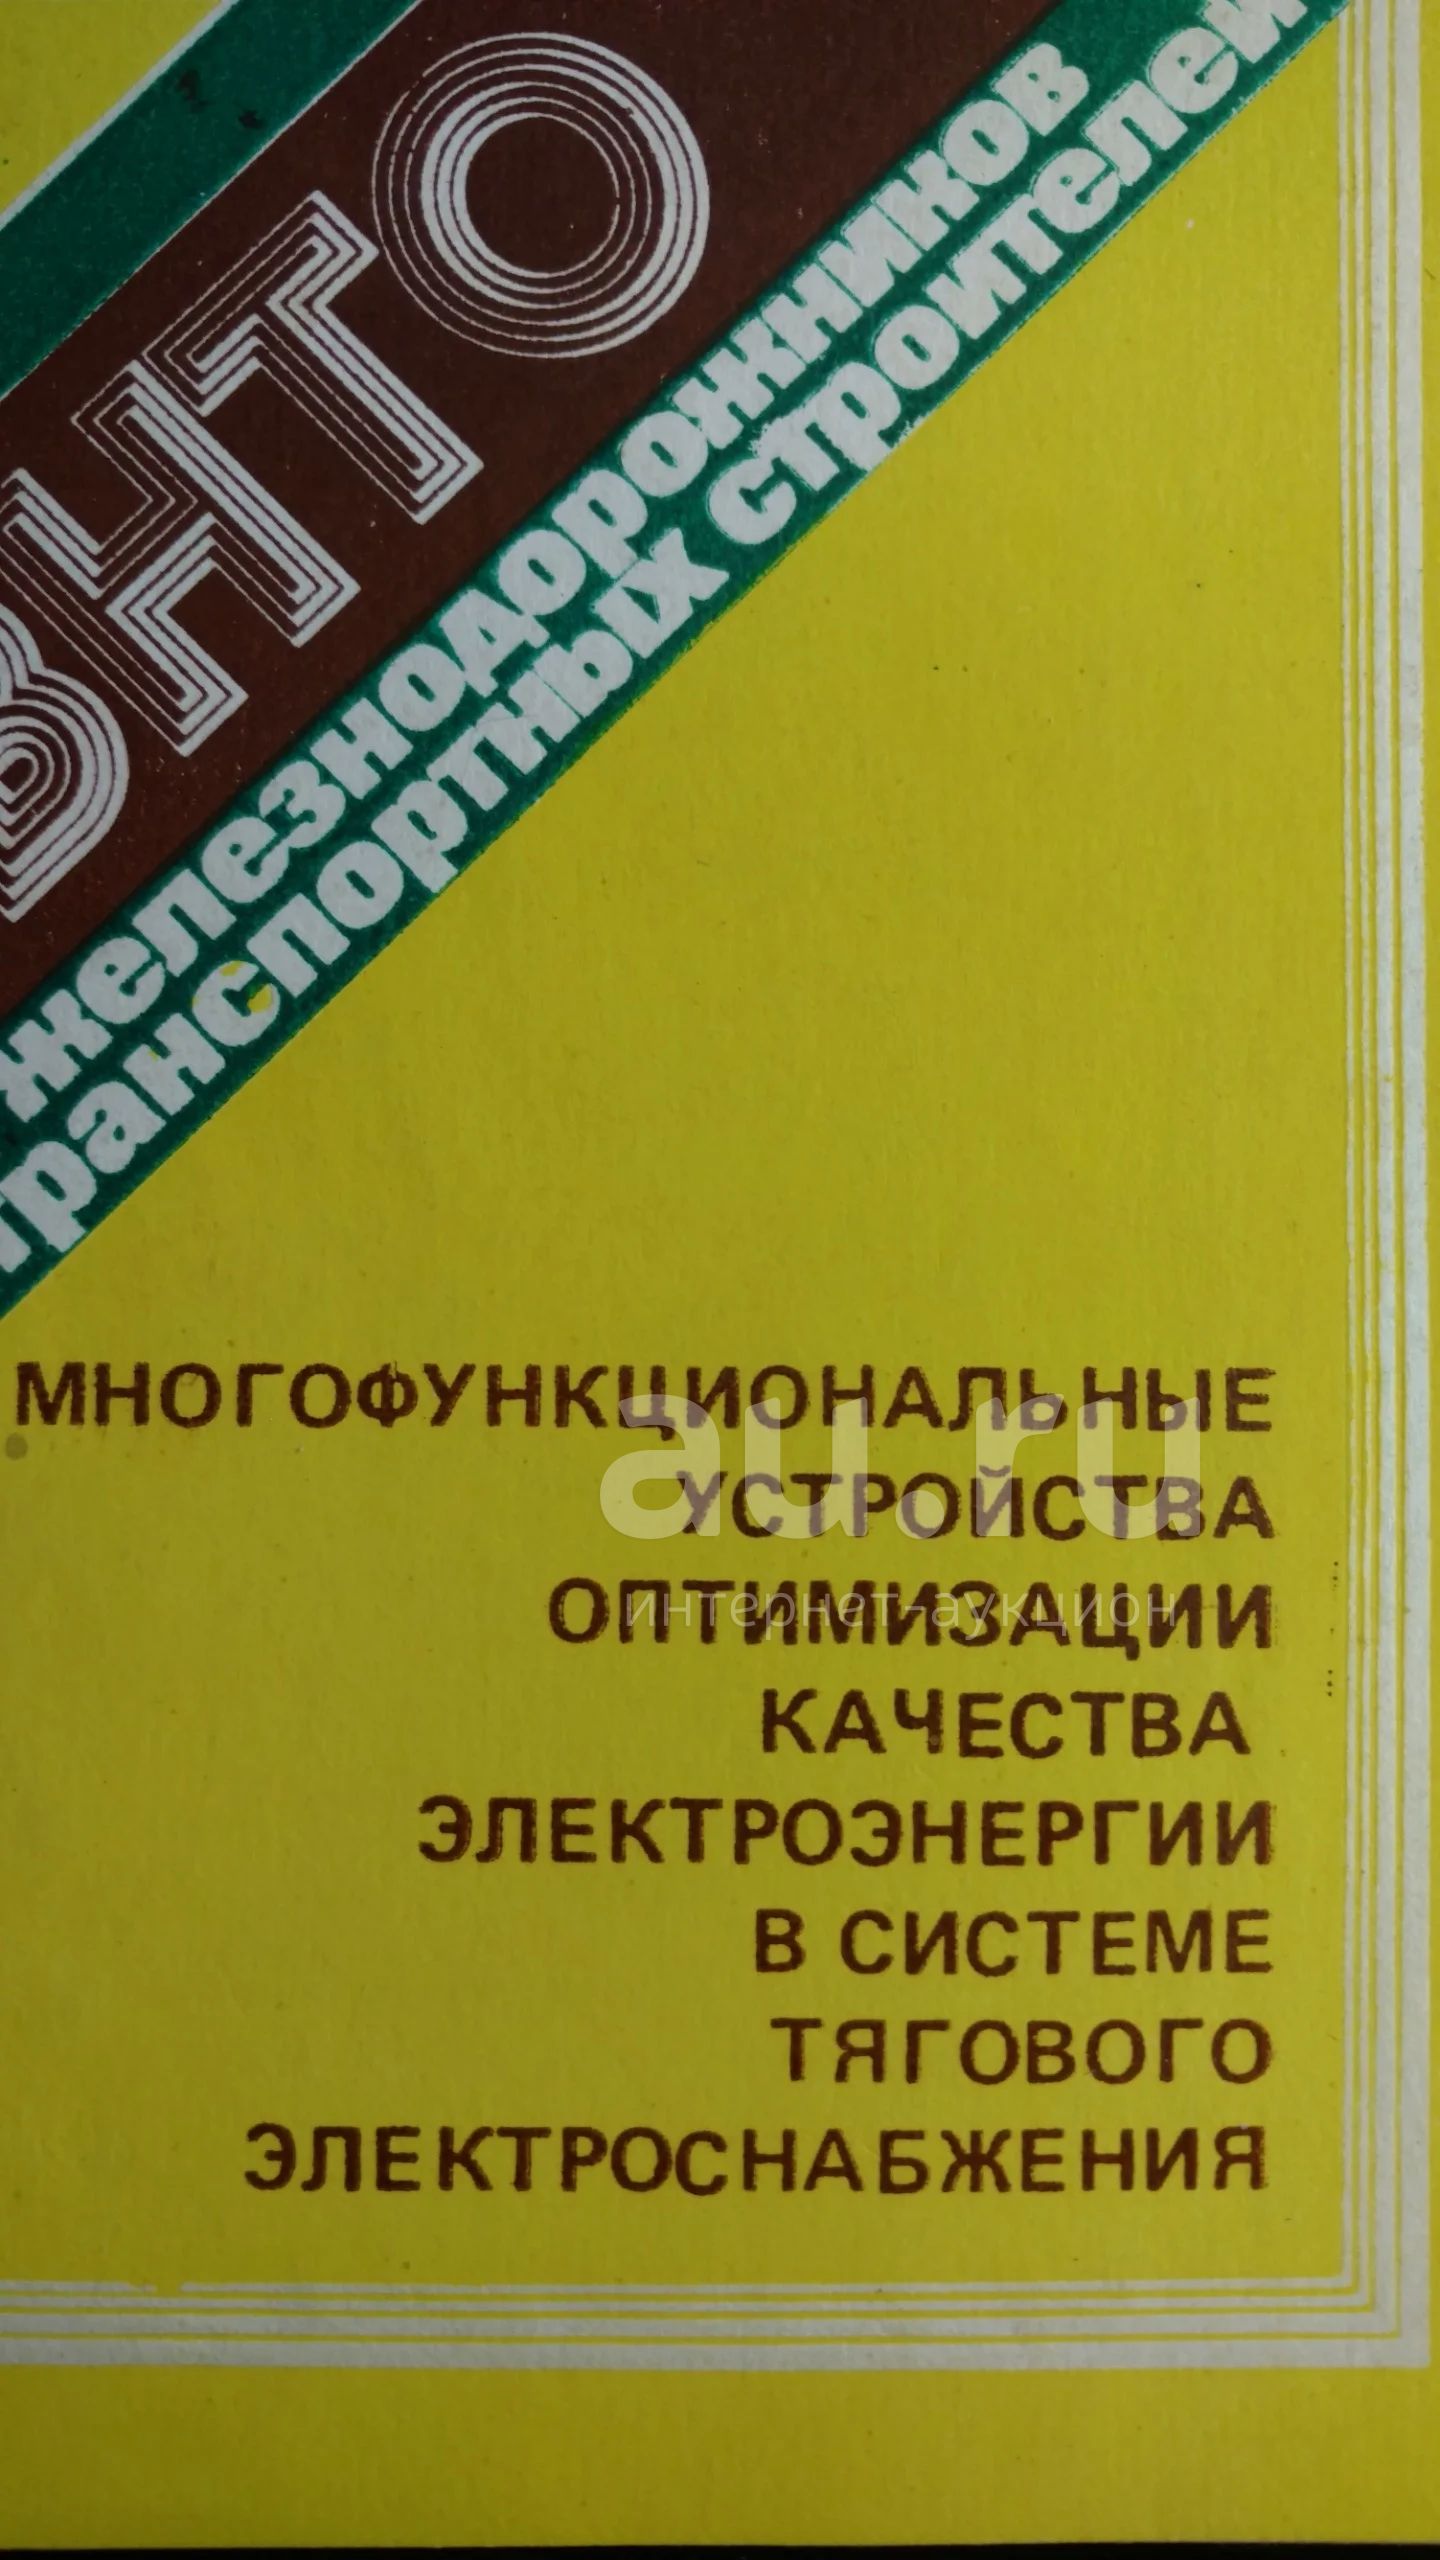 ВНТО
железнодорожников
транспортных строителей
МНОГОФУНКЦИОНАЛЬНЫЕ
УСТРОЙСТВА
ОПТИМИЗАЦИИ
КАЧЕСТВА
ЭЛЕКТРОЭНЕРГИИ
В СИСТЕМЕ
ТЯГОВОГО
ЭЛЕКТРОСНАБЖЕНИЯ
au.ru
интернет-аукцион